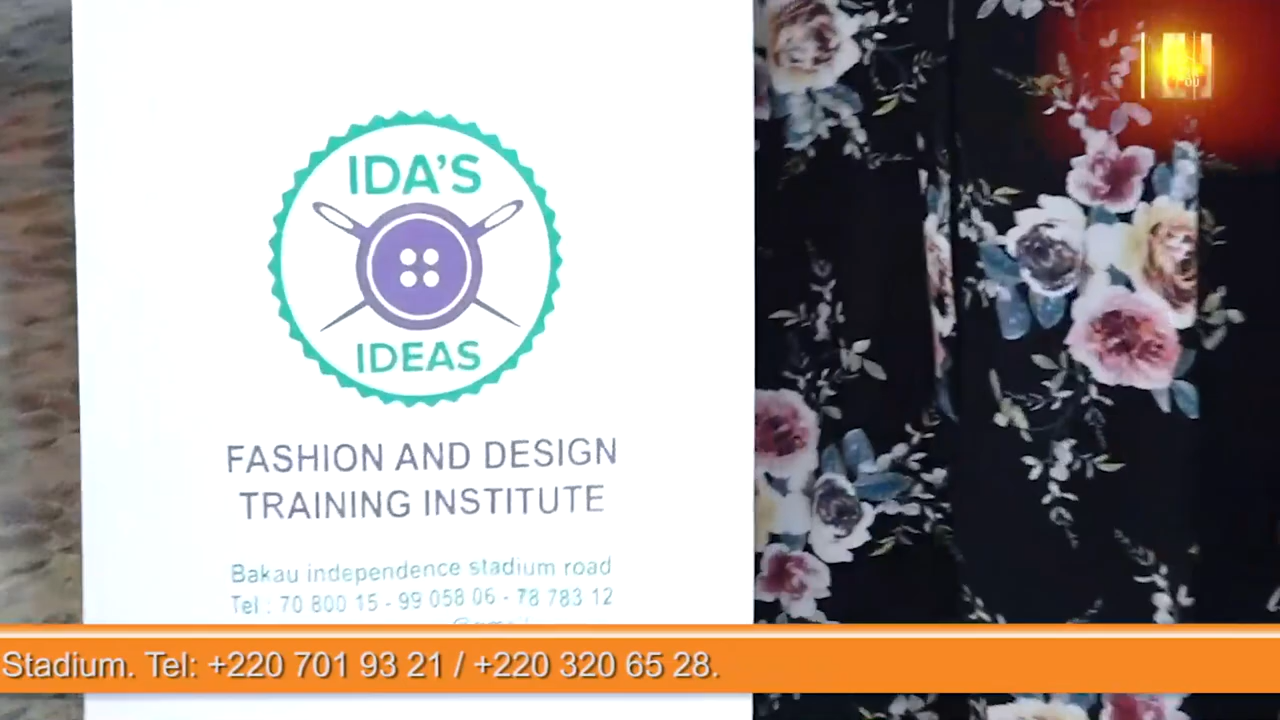 IDA'S
IDEAS
FASHION AND DESIGN
TRAINING INSTITUTE
Bakau independence stadium road
Tel : 70 800 15 - 99 058 06 - 78 783 12
Stadium. Tel: +220 701 93 21 / +220 320 65 28.